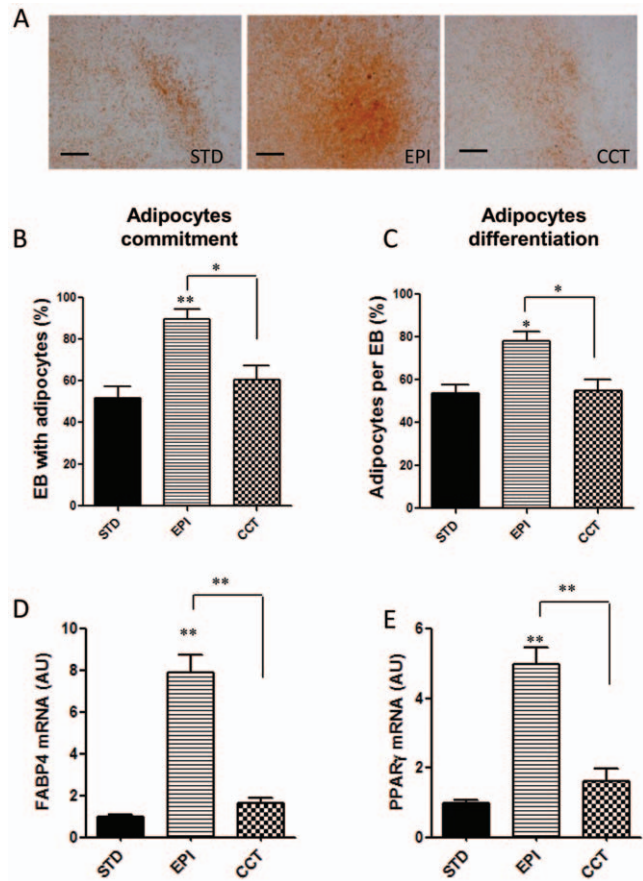 A
STD
EPI
CCT
Adipocytes
commitment
Adipocytes
differentiation
B
EB with adipocytes (%)
100
80
60
40
20
0
**
*
STD
EPI
CCT
C
Adipocytes per EB (%)
100
80
60
40
20
0
*
*
STD
EPI
CCT
D
FABP4 mRNA (AU)
10
8
6
4
2
0
**
**
STD
EPI
CCT
E
PPARγ mRNA (AU)
6
4
2
0
**
**
STD
EPI
CCT